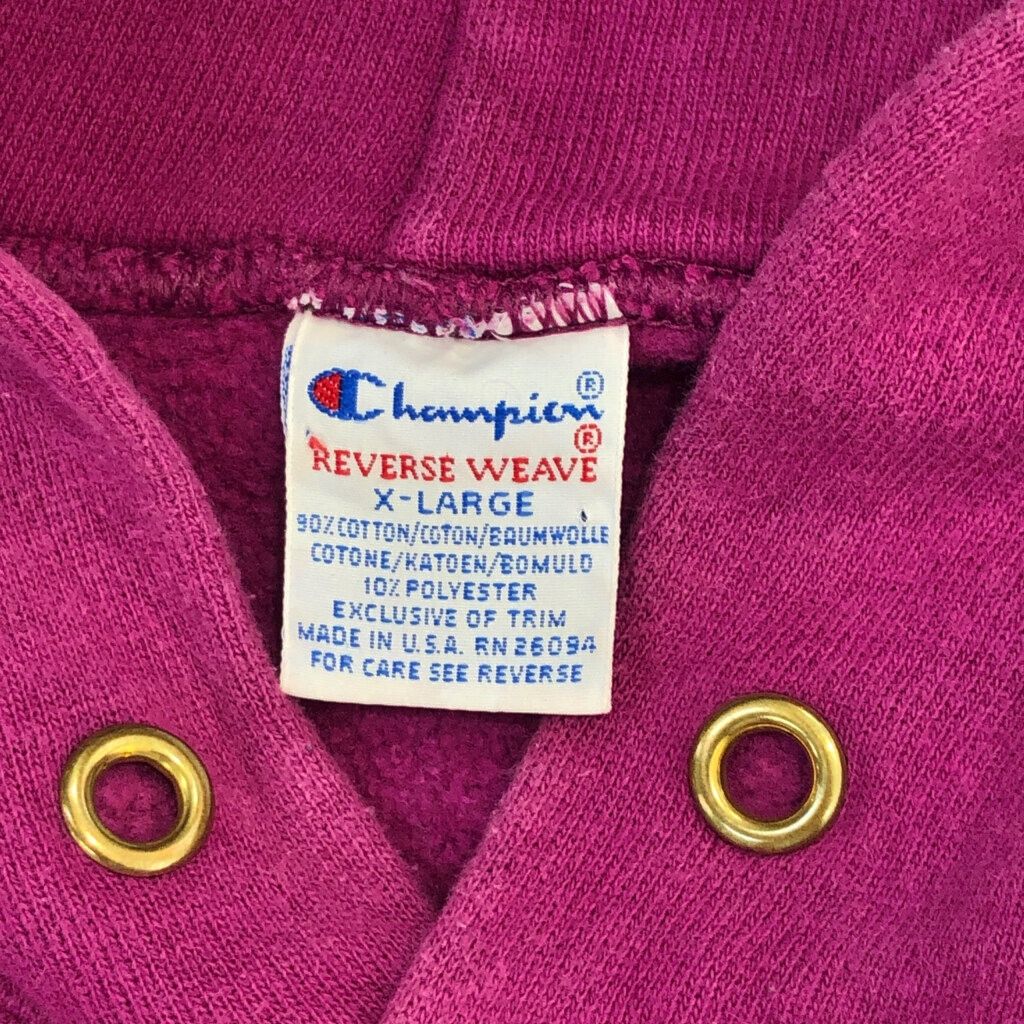 Champion®
REVERSE WEAVE®
X-LARGE
90% COTTON/COTON/BAUMWOLLE
COTONE/KATOEN/BOMULD
10% POLYESTER
EXCLUSIVE OF TRIM
MADE IN U.S.A. RN 26094
FOR CARE SEE REVERSE